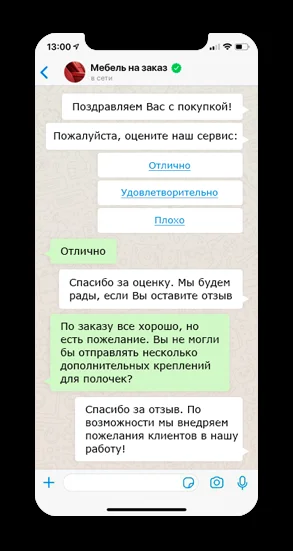 13:00
Мебель на заказ
в сети
Поздравляем Вас с покупкой!
Пожалуйста, оцените наш сервис:
Отлично
Удовлетворительно
Плохо
Отлично
Спасибо за оценку. Мы будем
рады, если Вы оставите отзыв
По заказу все хорошо, но
есть пожелание. Вы не могли
бы отправлять несколько
дополнительных креплений
для полочек?
Спасибо за отзыв. По
возможности мы внедряем
пожелания клиентов в нашу
работу!